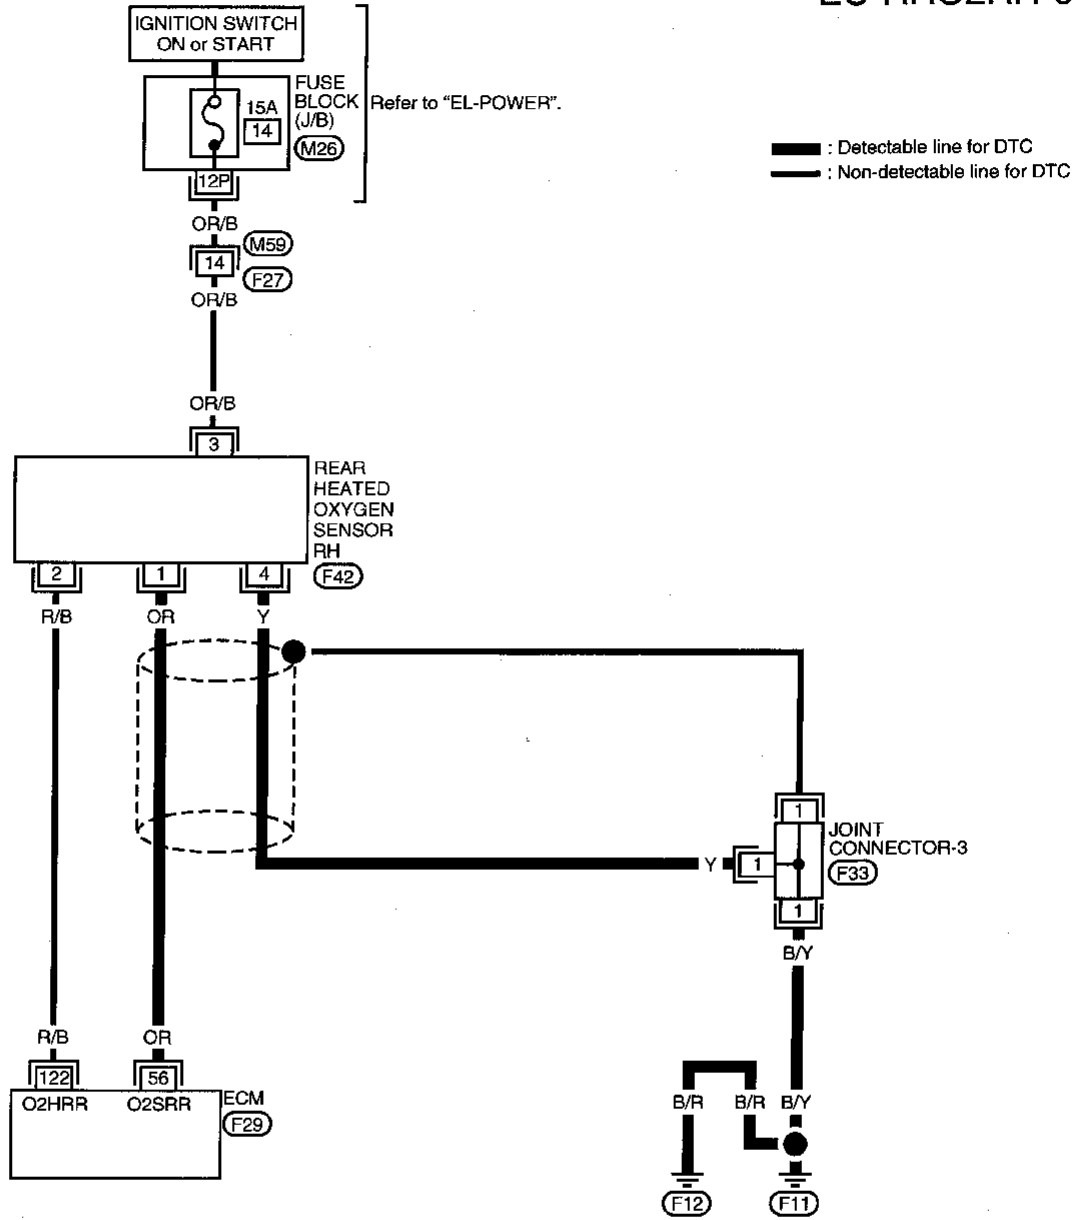 IGNITION SWITCH
ON or START
FUSE
BLOCK
(J/B)
Refer to "EL-POWER".
15A
14
M26
12P
: Detectable line for DTC
: Non-detectable line for DTC
OR/B
M59
14
F27
OR/B
OR/B
3
REAR
HEATED
OXYGEN
SENSOR
RH
F42
2
1
4
R/B
OR
Y
1
JOINT
CONNECTOR-3
F33
Y
1
1
B/Y
R/B
OR
122
56
O2HRR
O2SRR
ECM
F29
B/R
B/R
B/Y
F12
F11